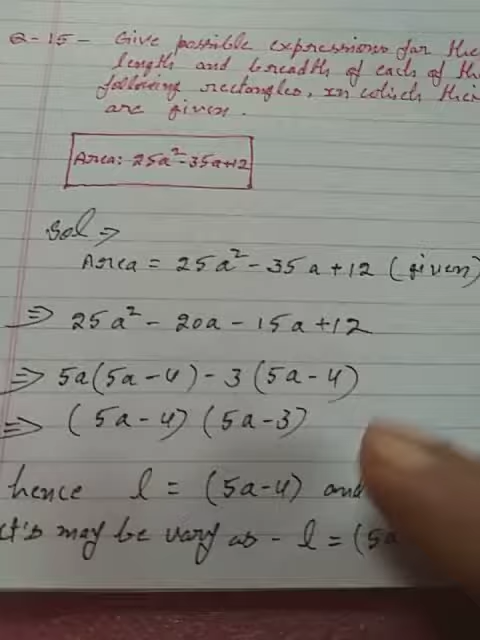 Q-15 - Give possible expressions for the
length and breadth of each of the
following rectangles, in which their
are given.
Area: 25a²-35a+12
Sol ⇒
Area = 25a² - 35a + 12 (given)
⇒ 25a² - 20a - 15a + 12
⇒ 5a(5a-4) - 3(5a-4)
⇒ (5a-4) (5a-3)
hence l = (5a-4) and
it's may be vary as - l = (5a